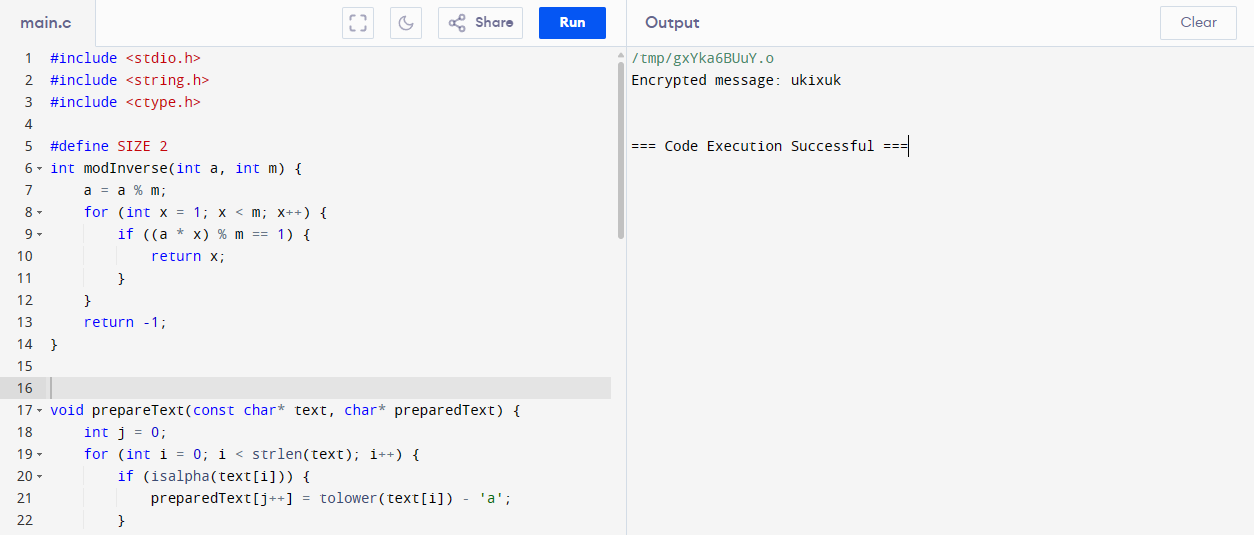 main.c
Share
Run
Output
Clear
1 #include <stdio.h>
2 #include <string.h>
3 #include <ctype.h>
4
5 #define SIZE 2
6 int modInverse(int a, int m) {
7     a = a % m;
8     for (int x = 1; x < m; x++) {
9         if ((a * x) % m == 1) {
10             return x;
11         }
12     }
13     return -1;
14 }
15
16
17 void prepareText(const char* text, char* preparedText) {
18     int j = 0;
19     for (int i = 0; i < strlen(text); i++) {
20         if (isalpha(text[i])) {
21             preparedText[j++] = tolower(text[i]) - 'a';
22         }
/tmp/gxYka6BUuY.o
Encrypted message: ukixuk
=== Code Execution Successful ===